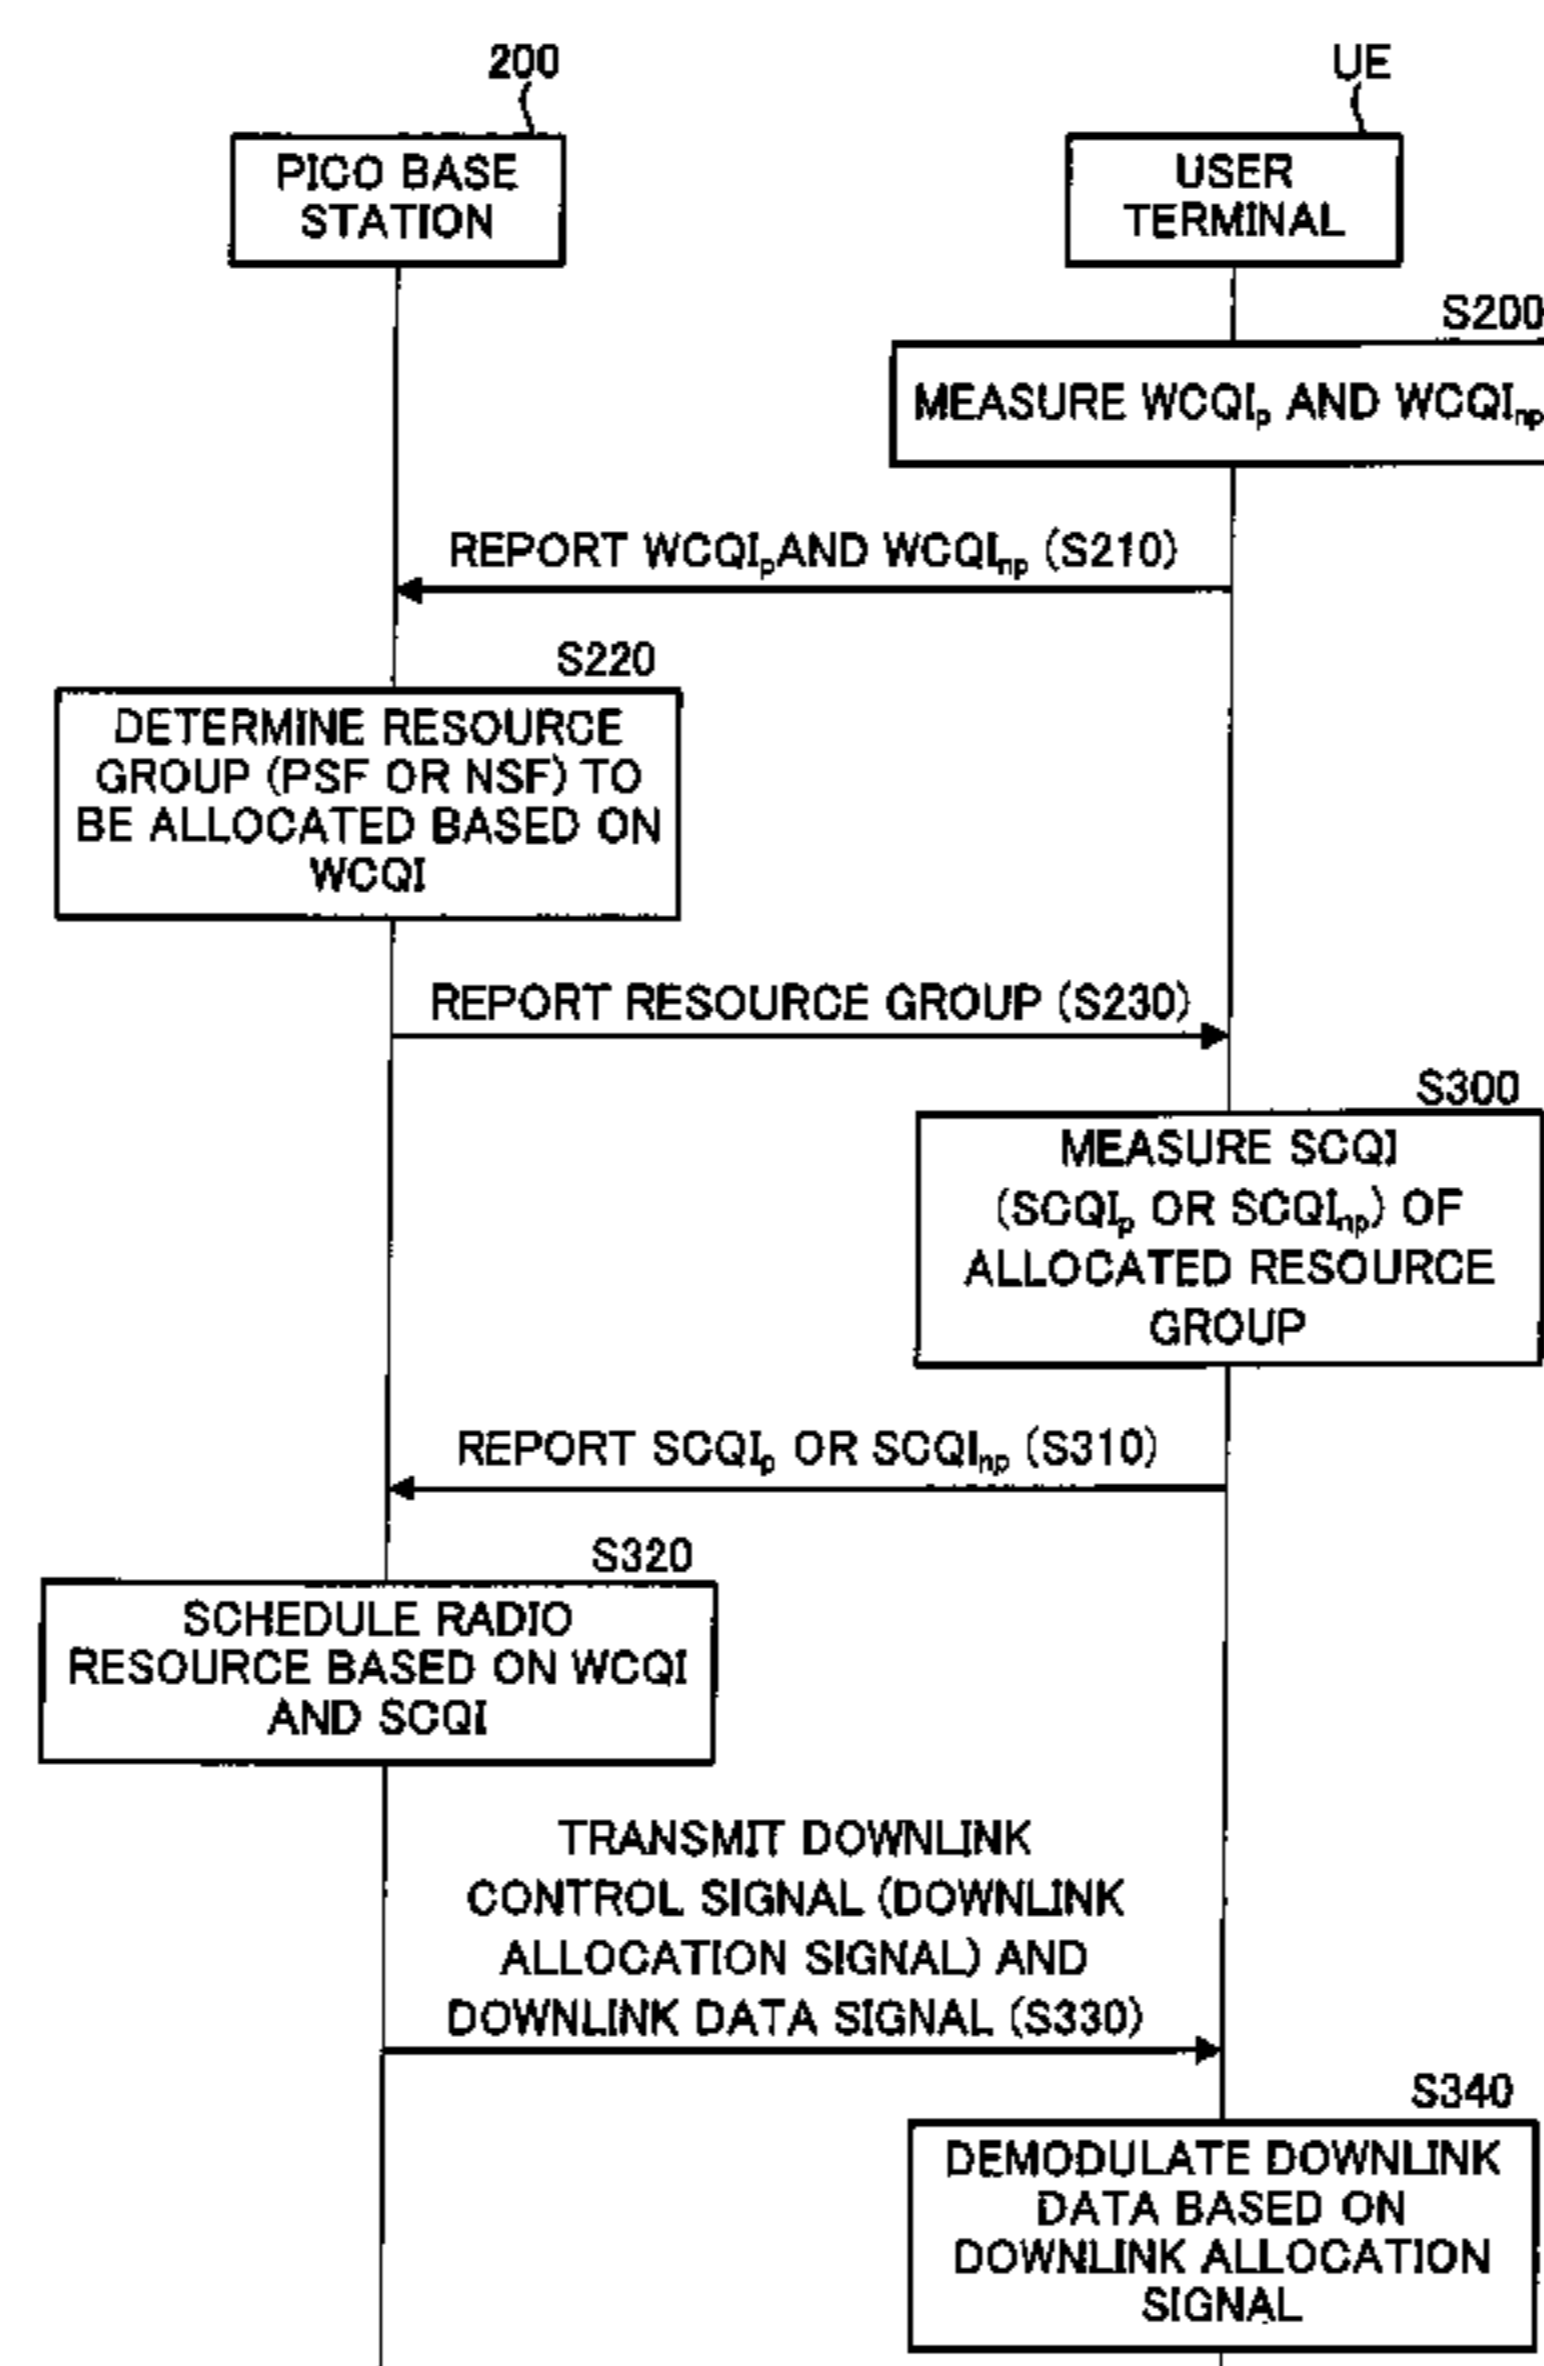 200
UE
PICO BASE
STATION
USER
TERMINAL
S200
MEASURE WCQIp AND WCQInp
REPORT WCQIpAND WCQInp (S210)
S220
DETERMINE RESOURCE
GROUP (PSF OR NSF) TO
BE ALLOCATED BASED ON
WCQI
REPORT RESOURCE GROUP (S230)
S300
MEASURE SCQI
(SCQIp OR SCQInp) OF
ALLOCATED RESOURCE
GROUP
REPORT SCQIp OR SCQInp (S310)
S320
SCHEDULE RADIO
RESOURCE BASED ON WCQI
AND SCQI
TRANSMIT DOWNLINK
CONTROL SIGNAL (DOWNLINK
ALLOCATION SIGNAL) AND
DOWNLINK DATA SIGNAL (S330)
S340
DEMODULATE DOWNLINK
DATA BASED ON
DOWNLINK ALLOCATION
SIGNAL